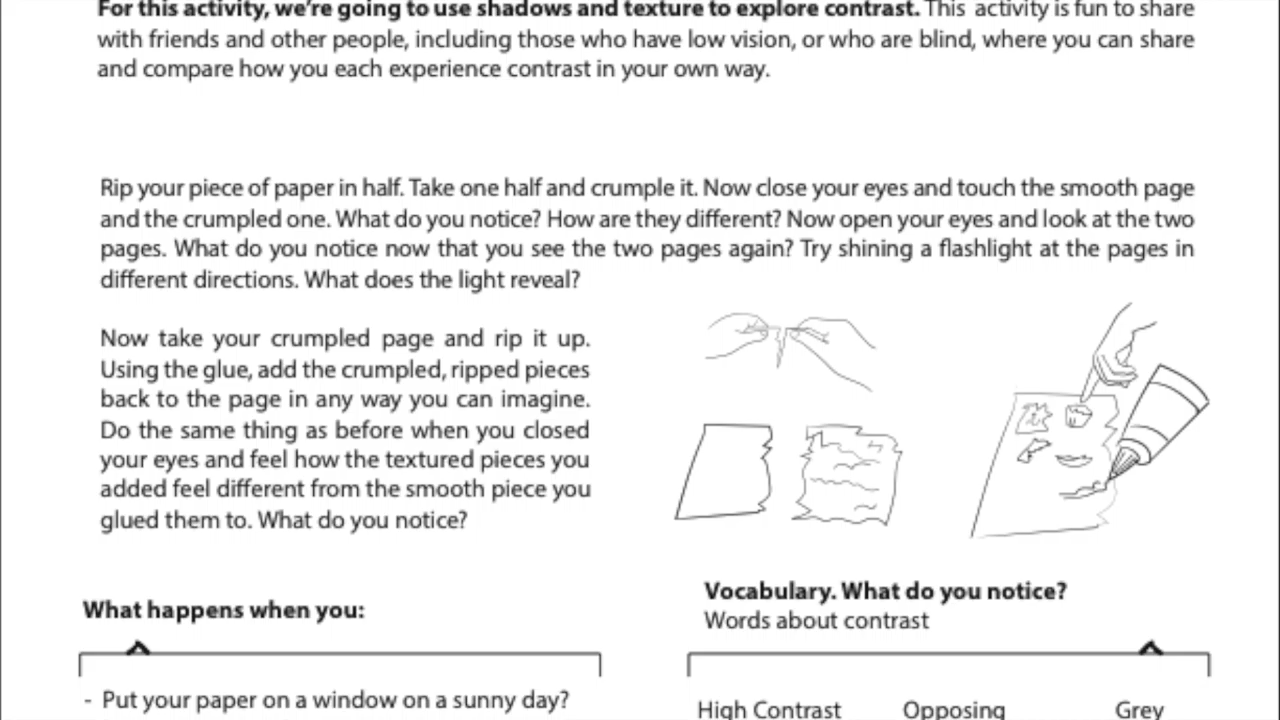 For this activity, we're going to use shadows and texture to explore contrast. This activity is fun to share
with friends and other people, including those who have low vision, or who are blind, where you can share
and compare how you each experience contrast in your own way.
Rip your piece of paper in half. Take one half and crumple it. Now close your eyes and touch the smooth page
and the crumpled one. What do you notice? How are they different? Now open your eyes and look at the two
pages. What do you notice now that you see the two pages again? Try shining a flashlight at the pages in
different directions. What does the light reveal?
Now take your crumpled page and rip it up.
Using the glue, add the crumpled, ripped pieces
back to the page in any way you can imagine.
Do the same thing as before when you closed
your eyes and feel how the textured pieces you
added feel different from the smooth piece you
glued them to. What do you notice?
What happens when you:
- Put your paper on a window on a sunny day?
Vocabulary. What do you notice?
Words about contrast
High Contrast Opposing Grey